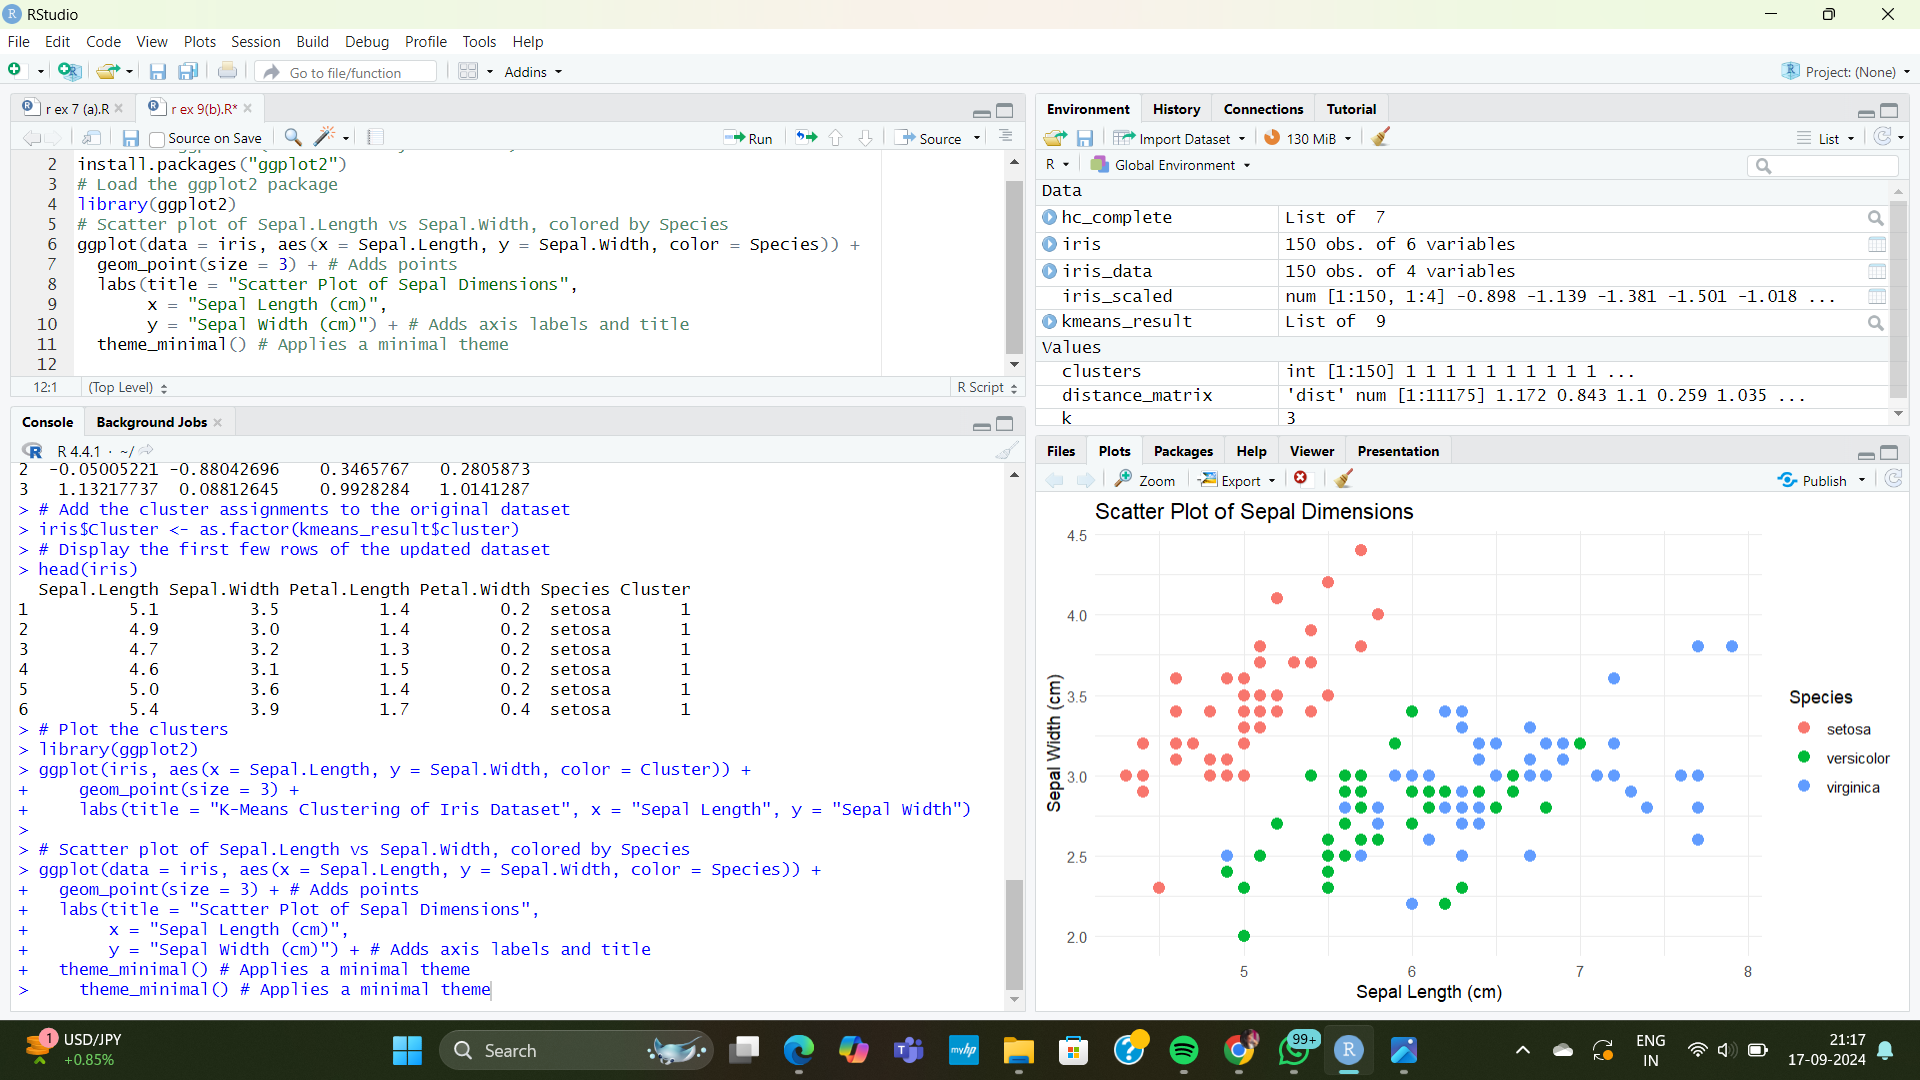 RStudio
File Edit Code View Plots Session Build Debug Profile Tools Help
Go to file/function Addins Project: (None)
r ex 7 (a).R r ex 9(b).R*
Source on Save Run Source
2 install.packages("ggplot2")
3 # Load the ggplot2 package
4 library(ggplot2)
5 # Scatter plot of Sepal.Length vs Sepal.Width, colored by Species
6 ggplot(data = iris, aes(x = Sepal.Length, y = Sepal.Width, color = Species)) +
7 geom_point(size = 3) + # Adds points
8 labs(title = "Scatter Plot of Sepal Dimensions",
9 x = "Sepal Length (cm)",
10 y = "Sepal Width (cm)") + # Adds axis labels and title
11 theme_minimal() # Applies a minimal theme
12
12:1 (Top Level) R Script
Console Background Jobs
R 4.4.1 · ~/
2 -0.05005221 -0.88042696 0.3465767 0.2805873
3 1.13217737 0.08812645 0.9928284 1.0141287
> # Add the cluster assignments to the original dataset
> iris$Cluster <- as.factor(kmeans_result$cluster)
> # Display the first few rows of the updated dataset
> head(iris)
Sepal.Length Sepal.Width Petal.Length Petal.Width Species Cluster
1 5.1 3.5 1.4 0.2 setosa 1
2 4.9 3.0 1.4 0.2 setosa 1
3 4.7 3.2 1.3 0.2 setosa 1
4 4.6 3.1 1.5 0.2 setosa 1
5 5.0 3.6 1.4 0.2 setosa 1
6 5.4 3.9 1.7 0.4 setosa 1
> # Plot the clusters
> library(ggplot2)
> ggplot(iris, aes(x = Sepal.Length, y = Sepal.Width, color = Cluster)) +
+ geom_point(size = 3) +
+ labs(title = "K-Means Clustering of Iris Dataset", x = "Sepal Length", y = "Sepal Width")
>
> # Scatter plot of Sepal.Length vs Sepal.Width, colored by Species
> ggplot(data = iris, aes(x = Sepal.Length, y = Sepal.Width, color = Species)) +
+ geom_point(size = 3) + # Adds points
+ labs(title = "Scatter Plot of Sepal Dimensions",
+ x = "Sepal Length (cm)",
+ y = "Sepal Width (cm)") + # Adds axis labels and title
+ theme_minimal() # Applies a minimal theme
> theme_minimal() # Applies a minimal theme
Environment History Connections Tutorial
Import Dataset 130 MiB List
R Global Environment
Data
hc_complete List of 7
iris 150 obs. of 6 variables
iris_data 150 obs. of 4 variables
iris_scaled num [1:150, 1:4] -0.898 -1.139 -1.381 -1.501 -1.018 ...
kmeans_result List of 9
Values
clusters int [1:150] 1 1 1 1 1 1 1 1 1 1 ...
distance_matrix 'dist' num [1:11175] 1.172 0.843 1.1 0.259 1.035 ...
k 3
Files Plots Packages Help Viewer Presentation
Zoom Export Publish
Scatter Plot of Sepal Dimensions
4.5
4.0
3.5
3.0
2.5
2.0
Sepal Width (cm)
5 6 7 8
Sepal Length (cm)
Species
setosa
versicolor
virginica
1 USD/JPY
+0.85%
Search
myhp
99+
R
ENG
IN
21:17
17-09-2024